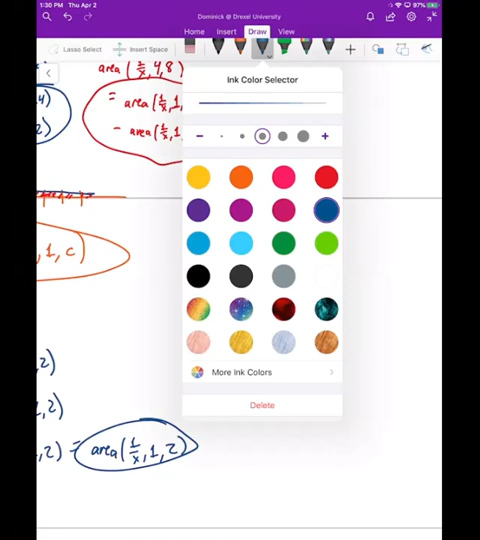 1:30 PM Thu Apr 2
97%
Dominick @ Drexel University
Home Insert Draw View
Lasso Select Insert Space
area (1/x, 4, 8)
= area (1/x, 1,
- area (1/x, 1,
4)
2)
, 1, c)
,2)
,2)
,2) = area (1/x, 1, 2)
Ink Color Selector
More Ink Colors
Delete